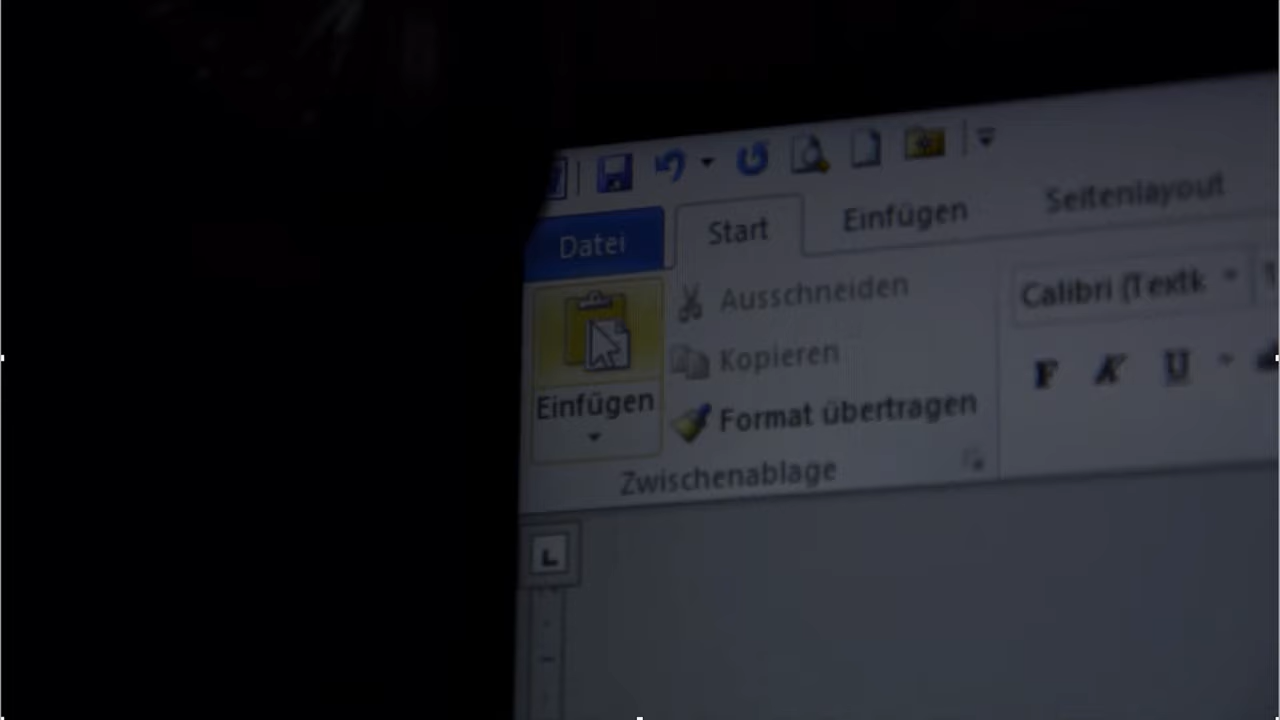 Datei Start Einfügen Seitenlayout
Ausschneiden
Kopieren
Einfügen
Format übertragen
Zwischenablage
Calibri (Textk
F K U
L